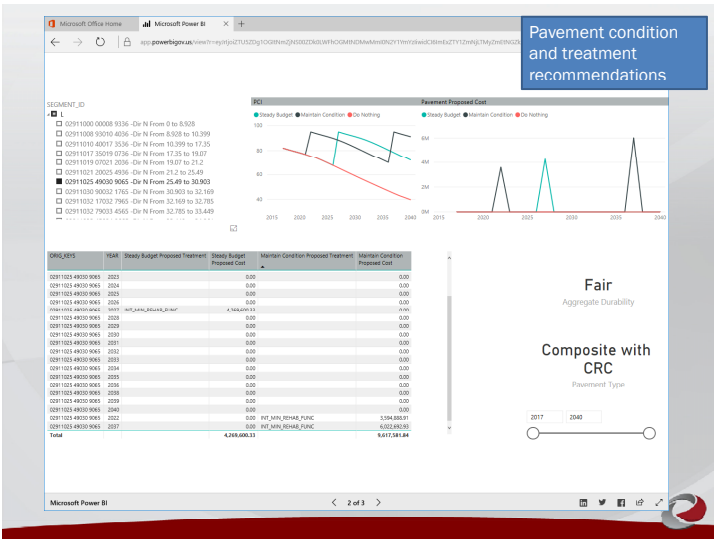 Microsoft Office Home
Microsoft Power BI
Pavement condition
and treatment
recommendations
app.powerbigov.us/view?r=
SEGMENT_ID
L
02911000 00008 9336 -Dir N From 0 to 8.928
02911008 93010 4036 -Dir N From 8.928 to 10.399
02911010 40017 3536 -Dir N From 10.399 to 17.35
02911017 35019 0736 -Dir N From 17.35 to 19.07
02911019 07021 2036 -Dir N From 19.07 to 21.2
02911021 20025 4936 -Dir N From 21.2 to 25.49
02911025 49030 9065 -Dir N From 25.49 to 30.903
02911030 90032 1765 -Dir N From 30.903 to 32.169
02911032 17032 7965 -Dir N From 32.169 to 32.785
02911032 79033 4565 -Dir N From 32.785 to 33.449
PCI
Steady Budget Maintain Condition Do Nothing
100
80
60
40
2015 2020 2025 2030 2035 2040
Pavement Proposed Cost
Steady Budget Maintain Condition Do Nothing
6M
4M
2M
0M
2015 2020 2025 2030 2035 2040
ORIG_KEYS YEAR Steady Budget Proposed Treatment Steady Budget Proposed Cost Maintain Condition Proposed Treatment Maintain Condition Proposed Cost
02911025 49030 9065 2023 0.00 0.00
02911025 49030 9065 2024 0.00 0.00
02911025 49030 9065 2025 0.00 0.00
02911025 49030 9065 2026 0.00 0.00
02911025 49030 9065 2027 INT_MIN_REHAB_FUNC 4,269,600.33 0.00
02911025 49030 9065 2028 0.00 0.00
02911025 49030 9065 2029 0.00 0.00
02911025 49030 9065 2030 0.00 0.00
02911025 49030 9065 2031 0.00 0.00
02911025 49030 9065 2032 0.00 0.00
02911025 49030 9065 2033 0.00 0.00
02911025 49030 9065 2034 0.00 0.00
02911025 49030 9065 2035 0.00 0.00
02911025 49030 9065 2036 0.00 0.00
02911025 49030 9065 2038 0.00 0.00
02911025 49030 9065 2039 0.00 0.00
02911025 49030 9065 2040 0.00 0.00
02911025 49030 9065 2022 0.00 INT_MIN_REHAB_FUNC 3,594,888.91
02911025 49030 9065 2037 0.00 INT_MIN_REHAB_FUNC 6,022,692.93
Total 4,269,600.33 9,617,581.84
Fair
Aggregate Durability
Composite with
CRC
Pavement Type
2017 2040
Microsoft Power BI
2 of 3